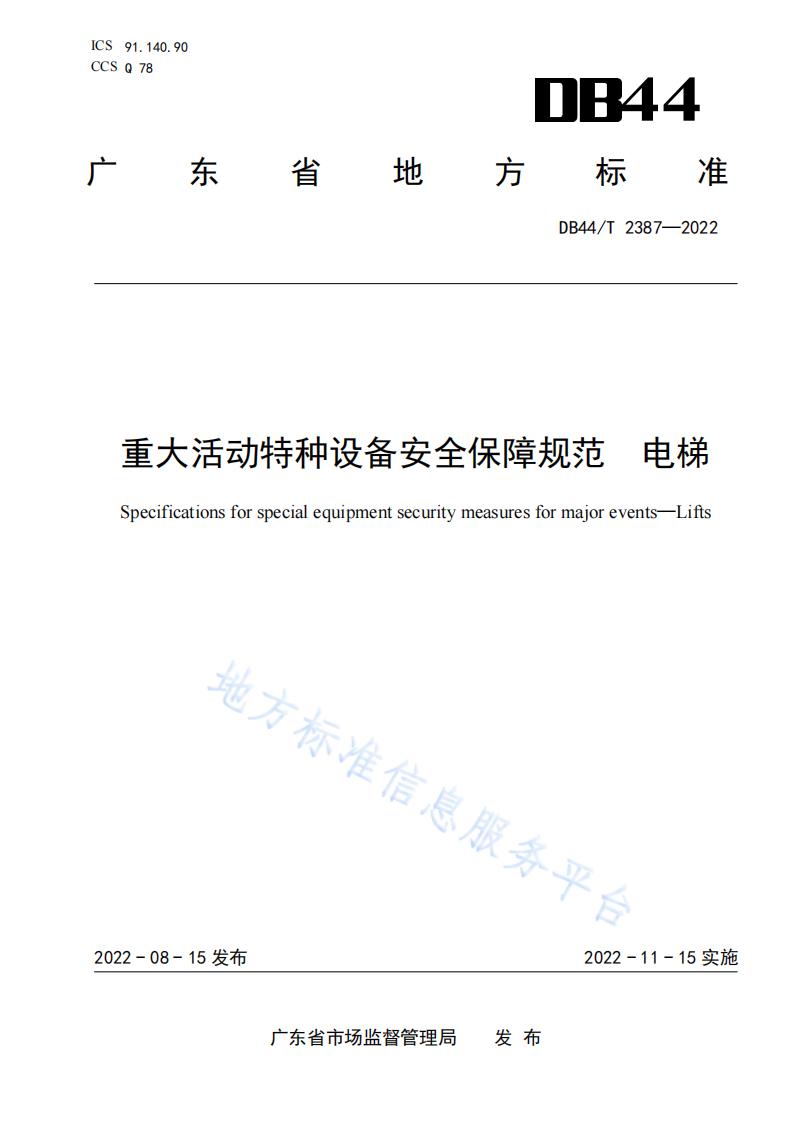 ICS 91.140.90
CCS Q 78
DB44
广东省地方标准
DB44/T 2387—2022
重大活动特种设备安全保障规范 电梯
Specifications for special equipment security measures for major events—Lifts
地方标准信息服务平台
2022-08-15 发布 2022-11-15 实施
广东省市场监督管理局 发布